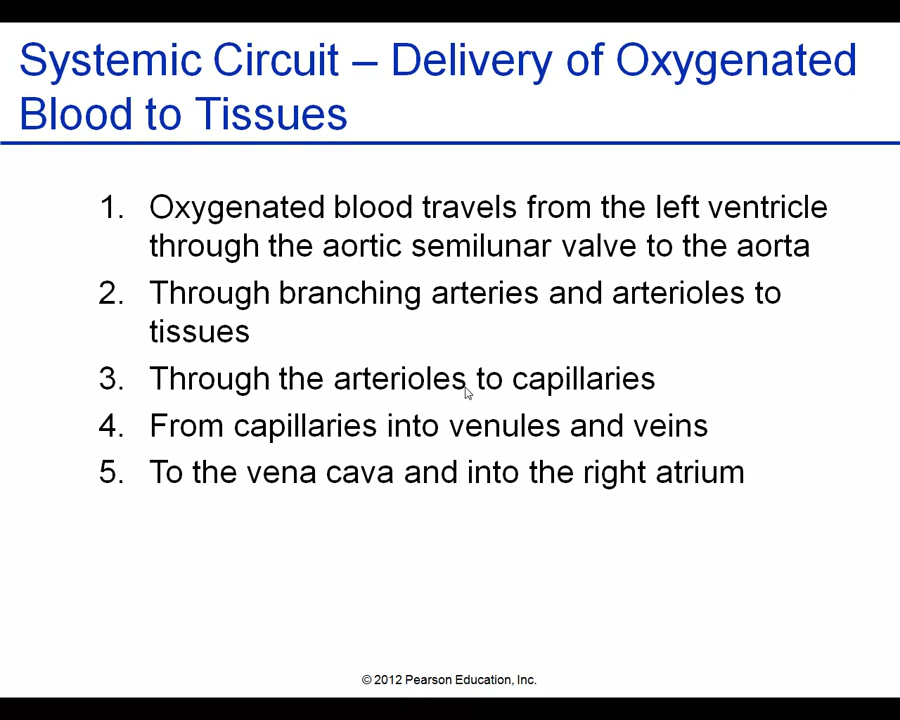 Systemic Circuit – Delivery of Oxygenated
Blood to Tissues
1. Oxygenated blood travels from the left ventricle
through the aortic semilunar valve to the aorta
2. Through branching arteries and arterioles to
tissues
3. Through the arterioles to capillaries
4. From capillaries into venules and veins
5. To the vena cava and into the right atrium
© 2012 Pearson Education, Inc.